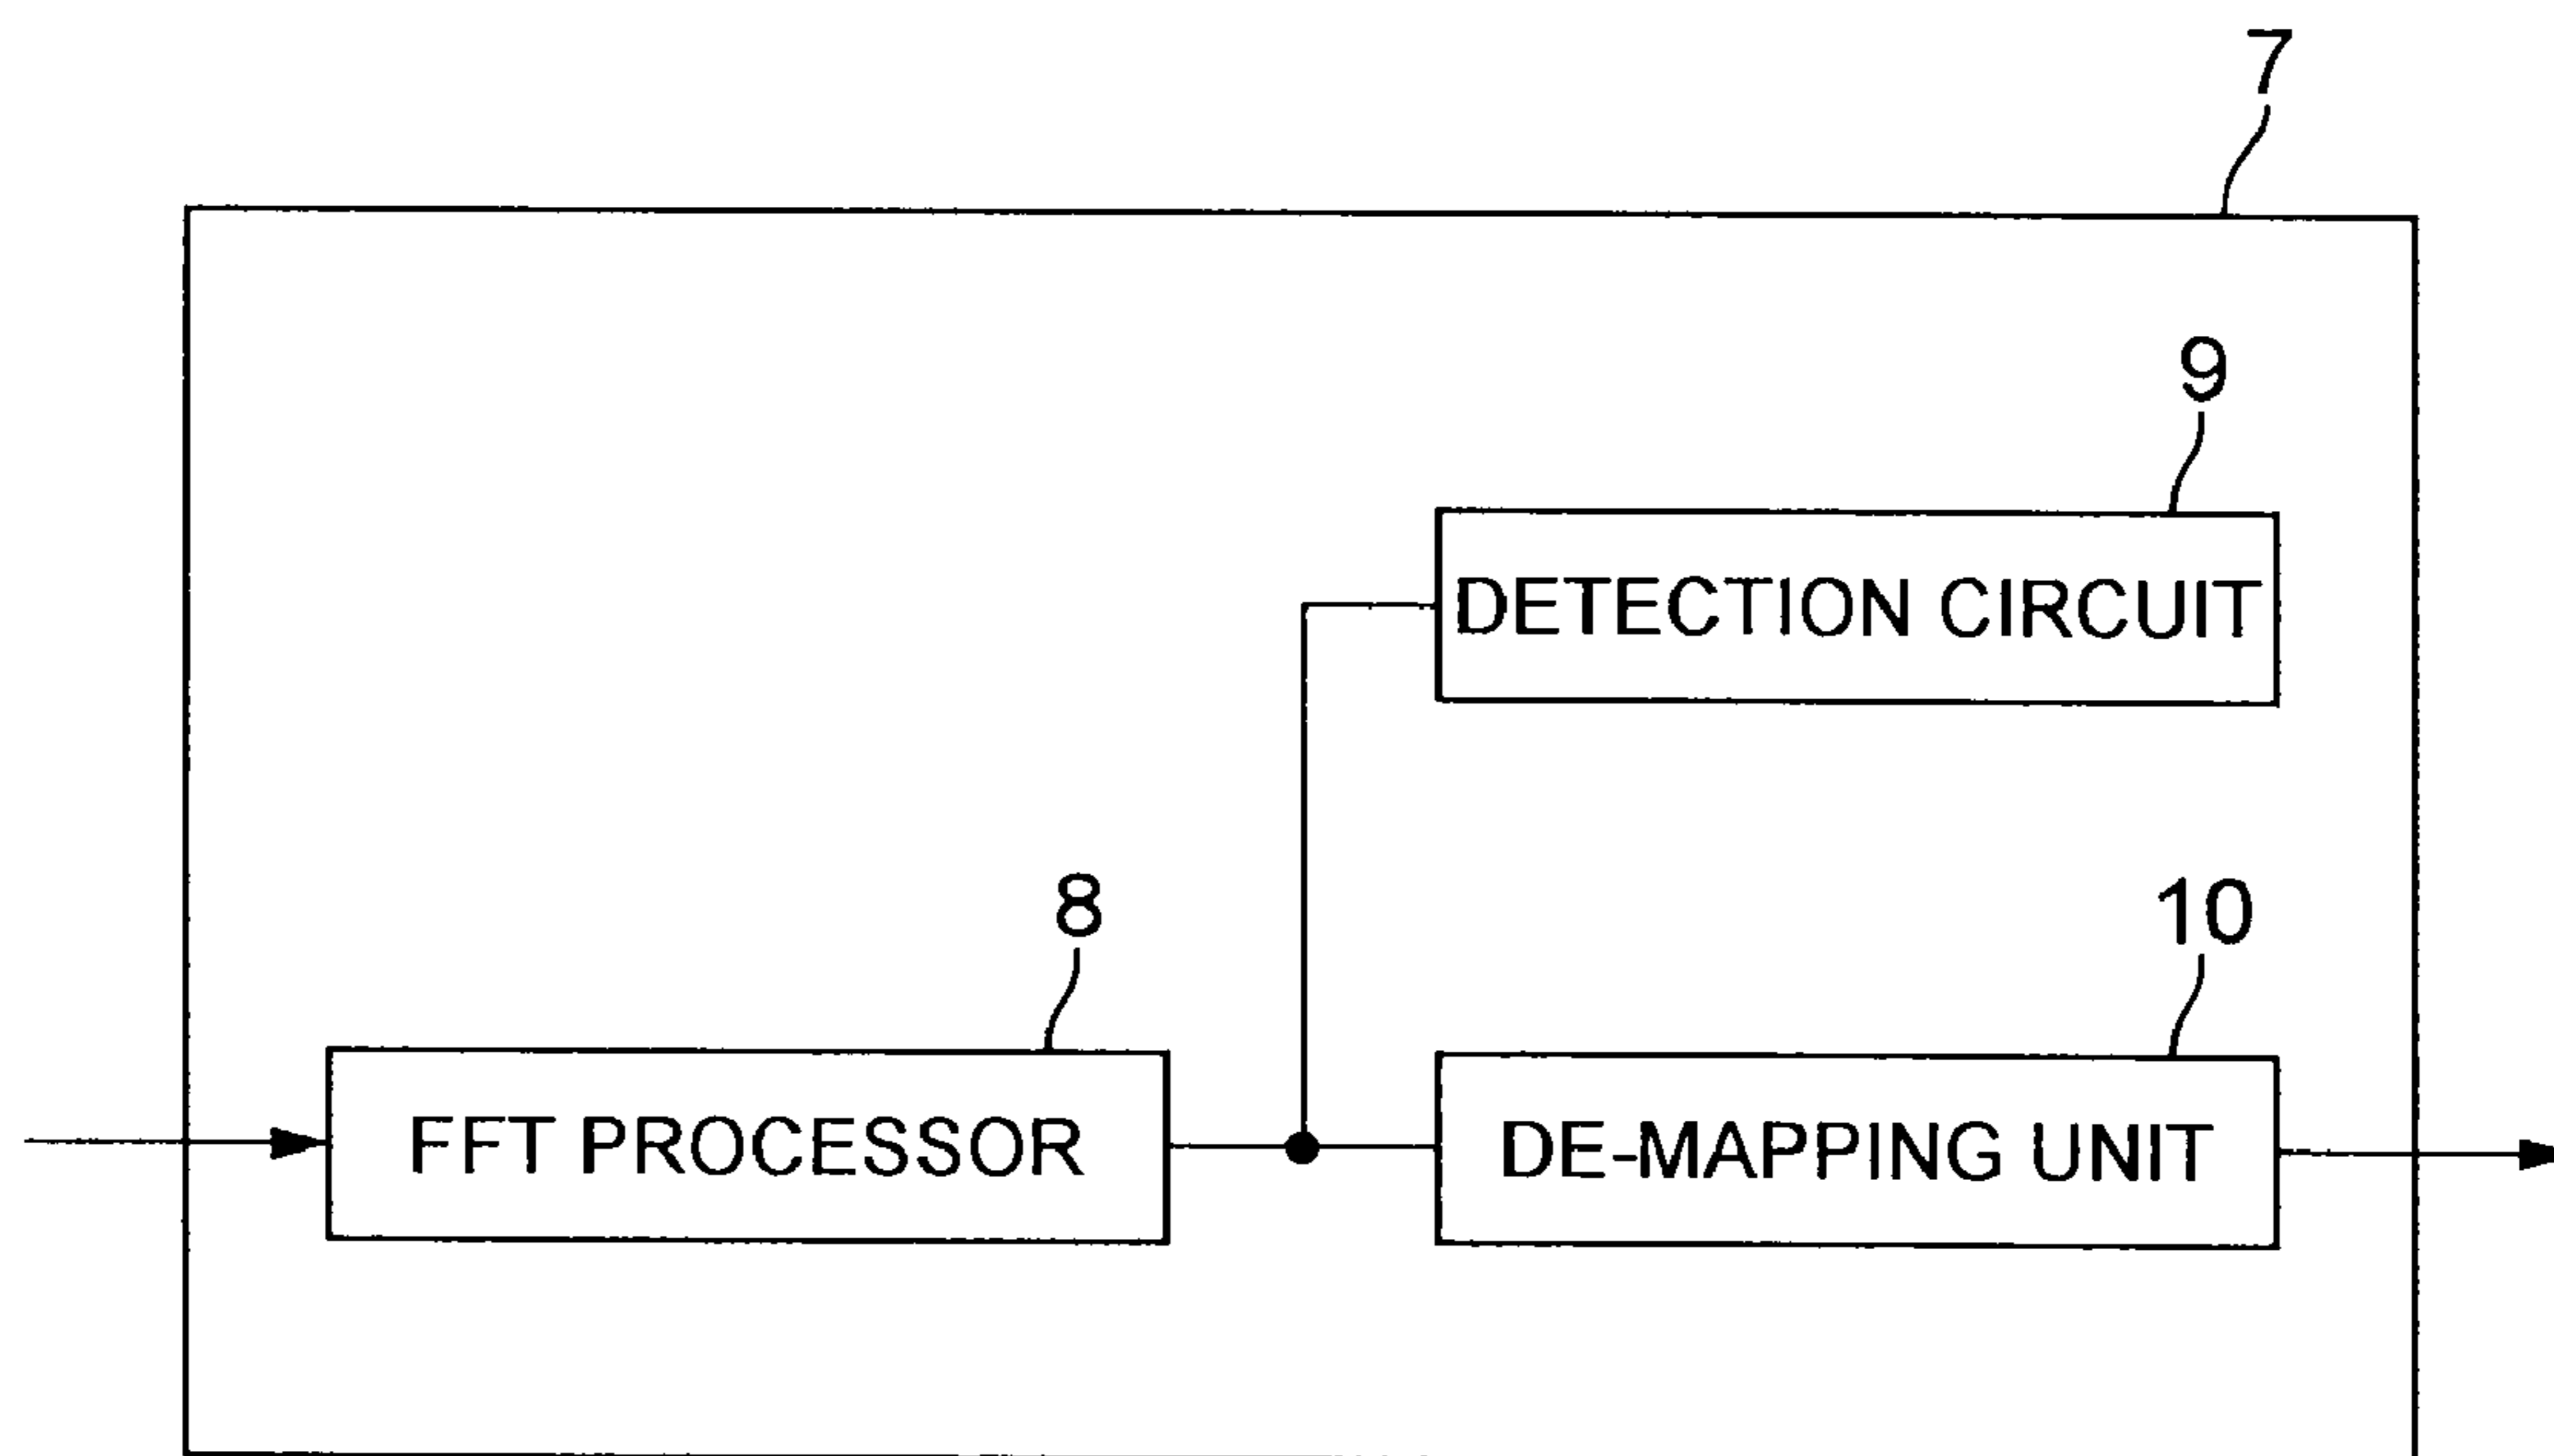 7
9
DETECTION CIRCUIT
8
10
FFT PROCESSOR
DE-MAPPING UNIT